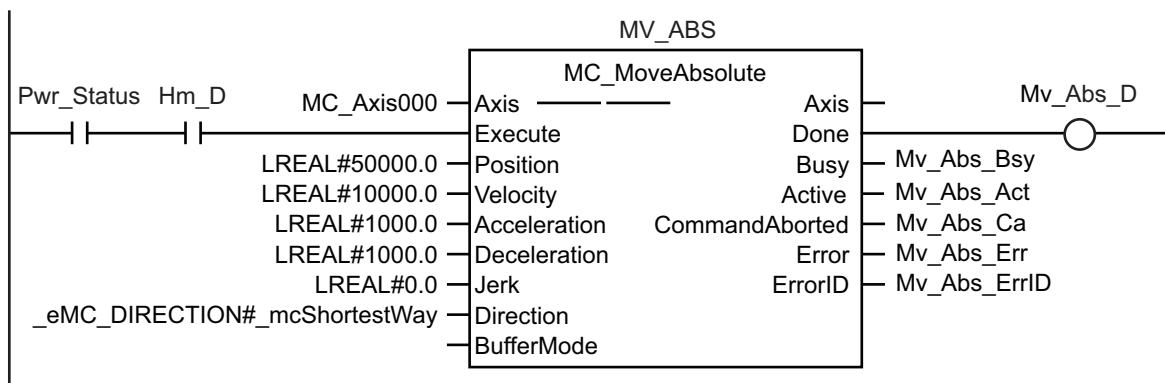 MV_ABS
MC_MoveAbsolute
Pwr_Status Hm_D MC_Axis000 Axis Axis Mv_Abs_D
Execute Done
LREAL#50000.0 Position Busy Mv_Abs_Bsy
LREAL#10000.0 Velocity Active Mv_Abs_Act
LREAL#1000.0 Acceleration CommandAborted Mv_Abs_Ca
LREAL#1000.0 Deceleration Error Mv_Abs_Err
LREAL#0.0 Jerk ErrorID Mv_Abs_ErrID
_eMC_DIRECTION#_mcShortestWay Direction
BufferMode